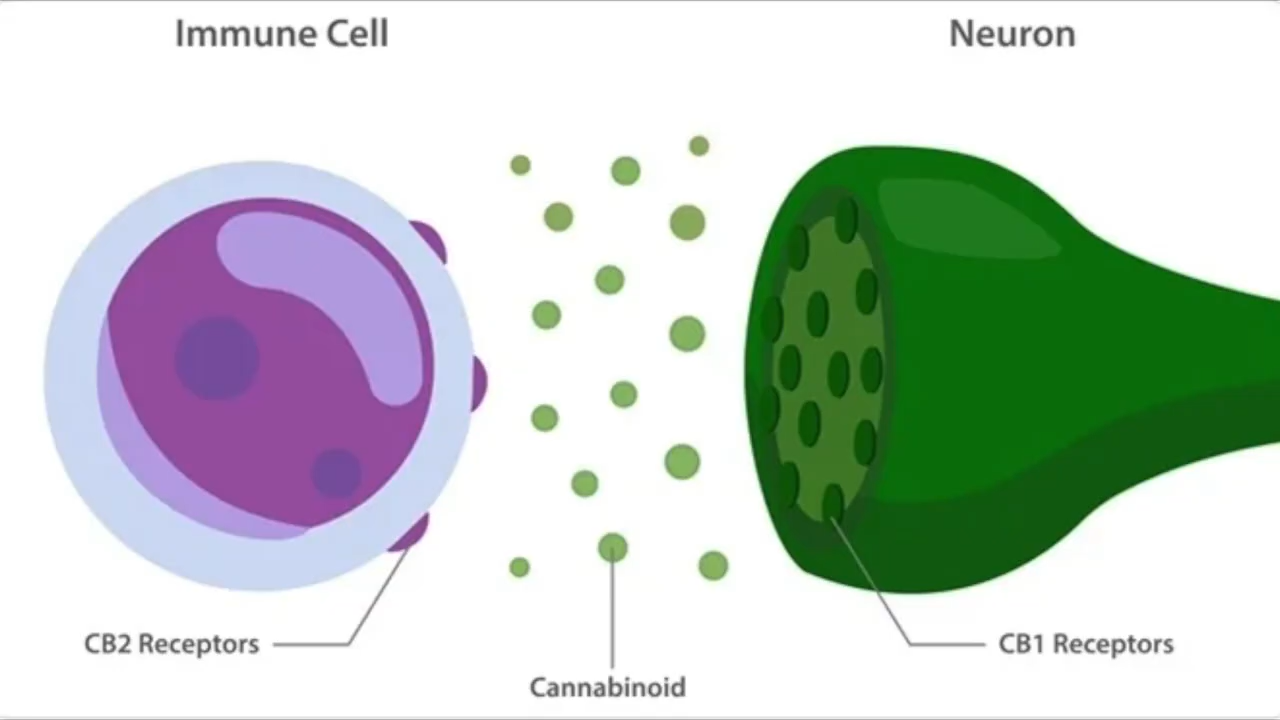 Immune Cell
Neuron
CB2 Receptors
CB1 Receptors
Cannabinoid